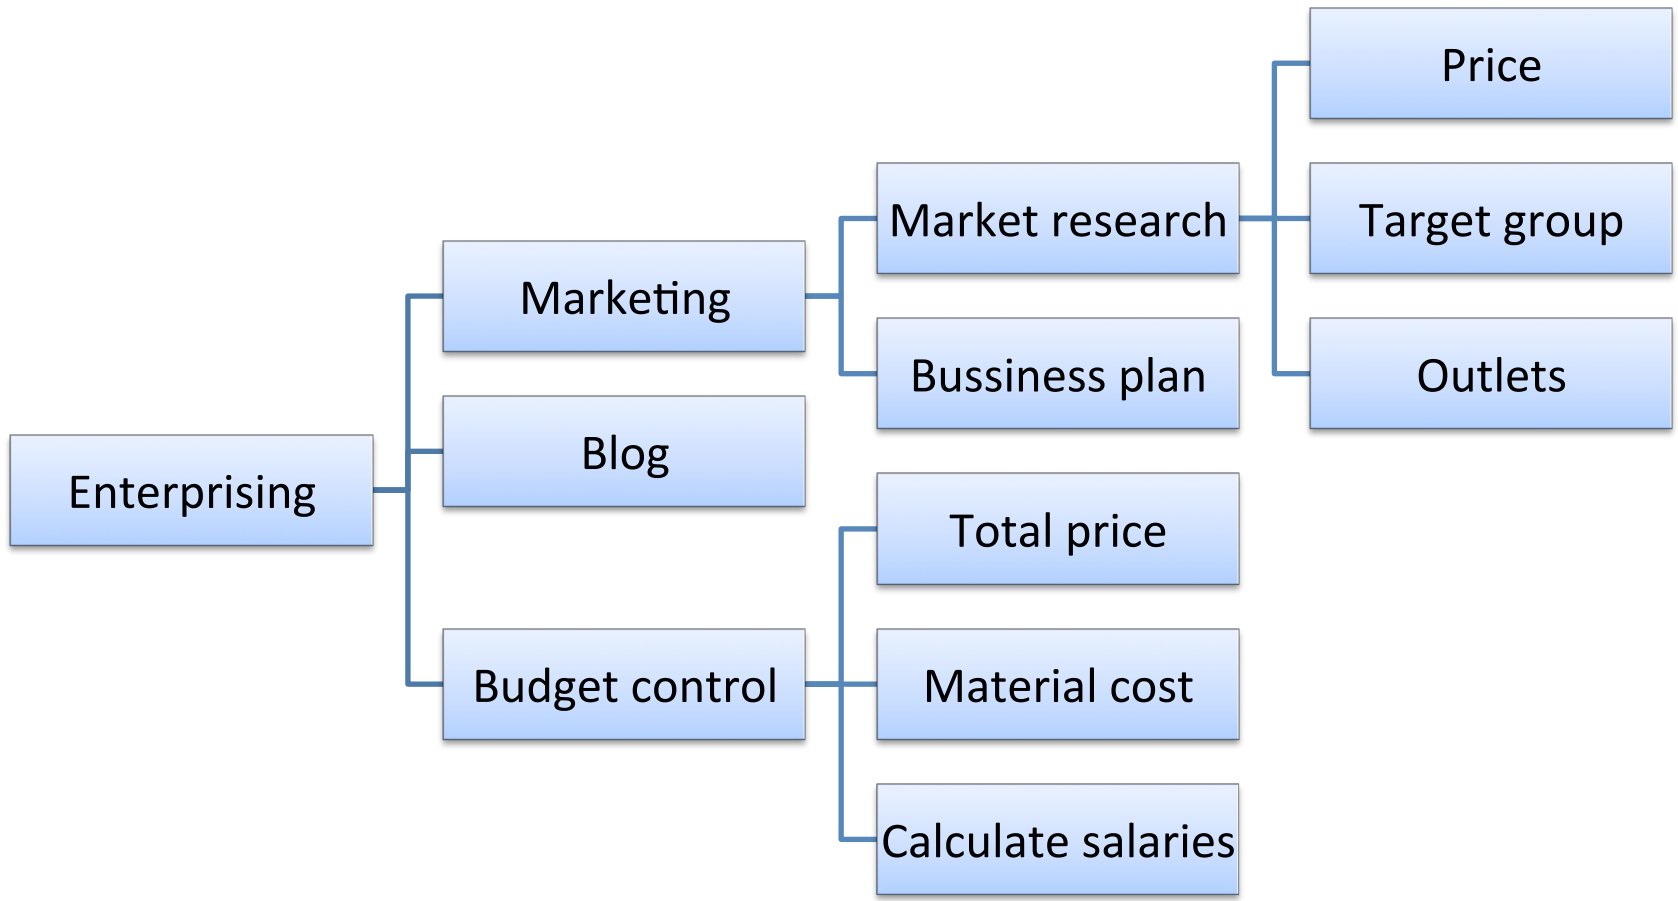 Enterprising
Marketing
Market research
Price
Target group
Outlets
Bussiness plan
Blog
Budget control
Total price
Material cost
Calculate salaries